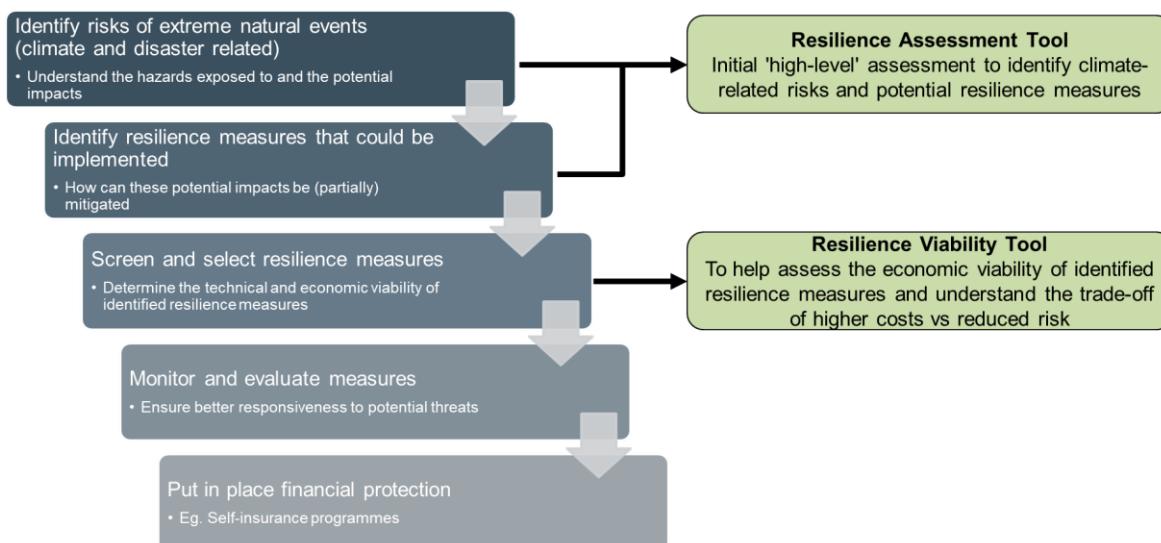 Identify risks of extreme natural events
(climate and disaster related)
• Understand the hazards exposed to and the potential
impacts
Identify resilience measures that could be
implemented
• How can these potential impacts be (partially)
mitigated
Screen and select resilience measures
• Determine the technical and economic viability of
identified resilience measures
Monitor and evaluate measures
• Ensure better responsiveness to potential threats
Put in place financial protection
• Eg. Self-insurance programmes
Resilience Assessment Tool
Initial 'high-level' assessment to identify climate-
related risks and potential resilience measures
Resilience Viability Tool
To help assess the economic viability of identified
resilience measures and understand the trade-off
of higher costs vs reduced risk